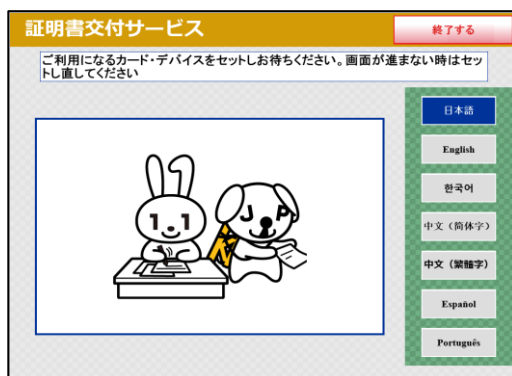 証明書交付サービス
終了する
ご利用になるカード・デバイスをセットしお待ちください。画面が進まない時はセッ
トし直してください
日本語
English
한국어
中文（简体字）
中文（繁體字）
Español
Português
1 1
J P